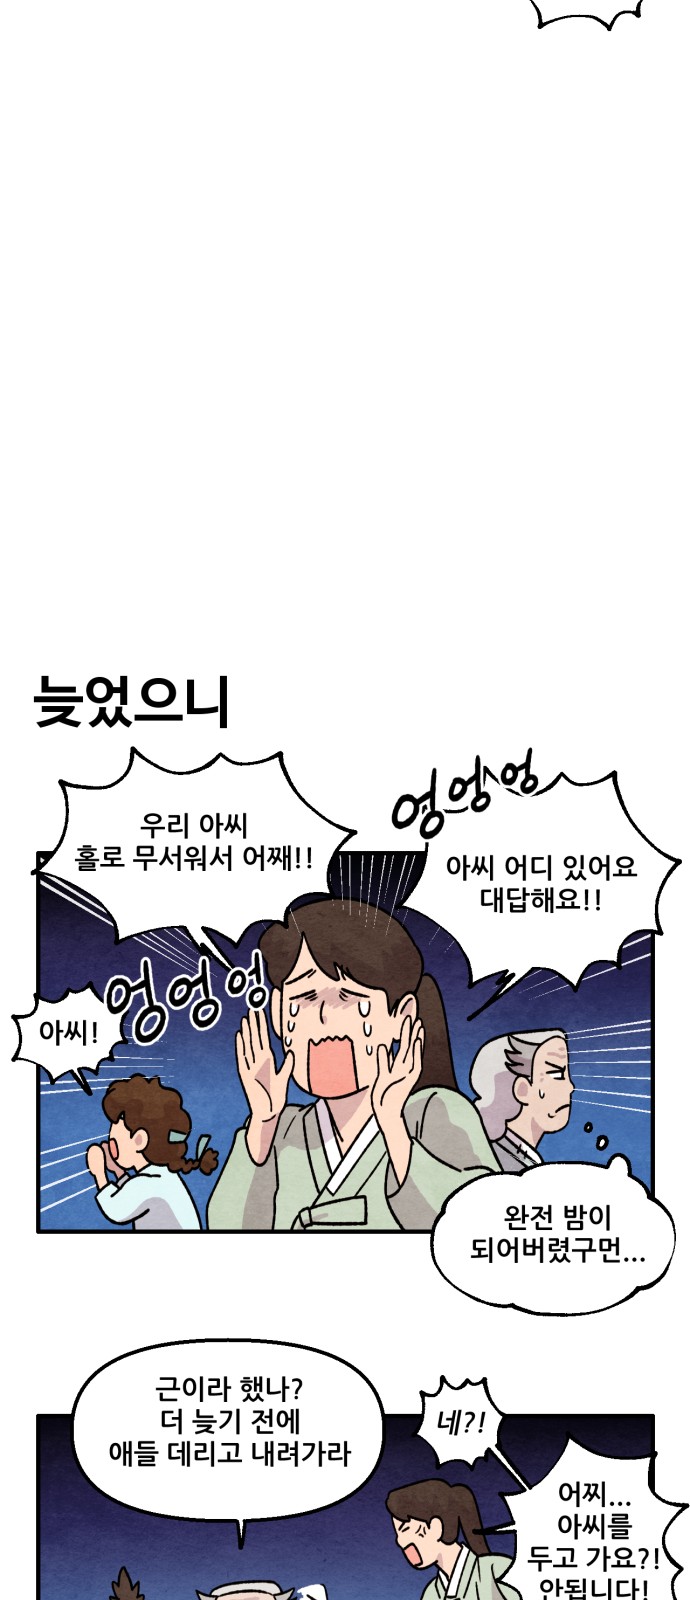 늦었으니
우리 아씨
홀로 무서워서 어째!!
엉엉엉
아씨 어디 있어요
대답해요!!
아씨!
엉엉엉
완전 밤이
되어버렸구먼...
근이라 했나?
더 늦기 전에
애들 데리고 내려가라
네?!
어찌...
아씨를
두고 가요?!
안됩니다!